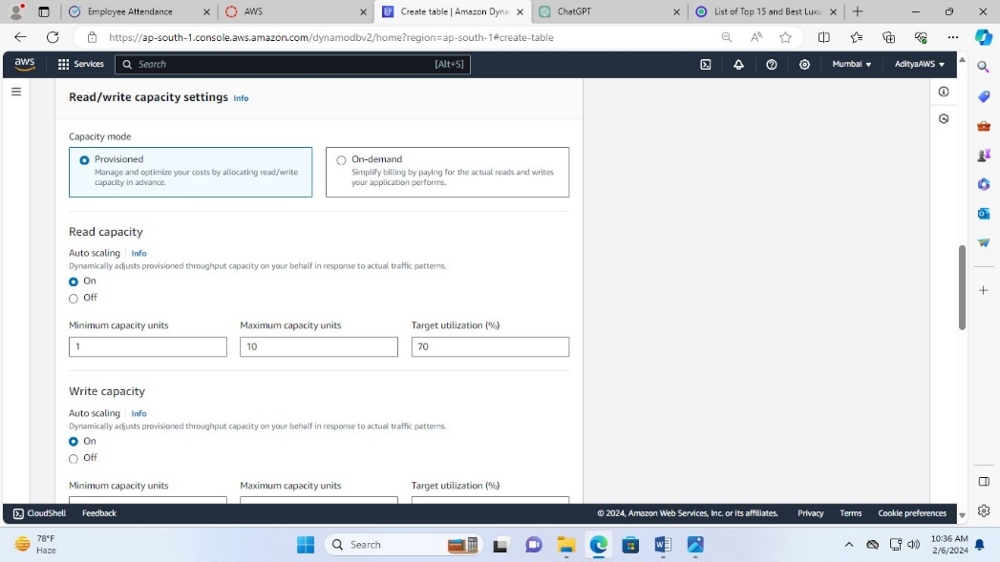 Employee Attendance
AWS
Create table | Amazon Dyna
ChatGPT
List of Top 15 and Best Luxu
https://ap-south-1.console.aws.amazon.com/dynamodbv2/home?region=ap-south-1#create-table
aws
Services
Search
[Alt+S]
Mumbai
AdityaAWS
Read/write capacity settings Info
Capacity mode
Provisioned
Manage and optimize your costs by allocating read/write
capacity in advance.
On-demand
Simplify billing by paying for the actual reads and writes
your application performs.
Read capacity
Auto scaling Info
Dynamically adjusts provisioned throughput capacity on your behalf in response to actual traffic patterns.
On
Off
Minimum capacity units
Maximum capacity units
Target utilization (%)
1
10
70
Write capacity
Auto scaling Info
Dynamically adjusts provisioned throughput capacity on your behalf in response to actual traffic patterns.
On
Off
Minimum capacity units
Maximum capacity units
Target utilization (%)
CloudShell
Feedback
© 2024, Amazon Web Services, Inc. or its affiliates.
Privacy
Terms
Cookie preferences
78°F
Haze
Search
10:36 AM
2/6/2024